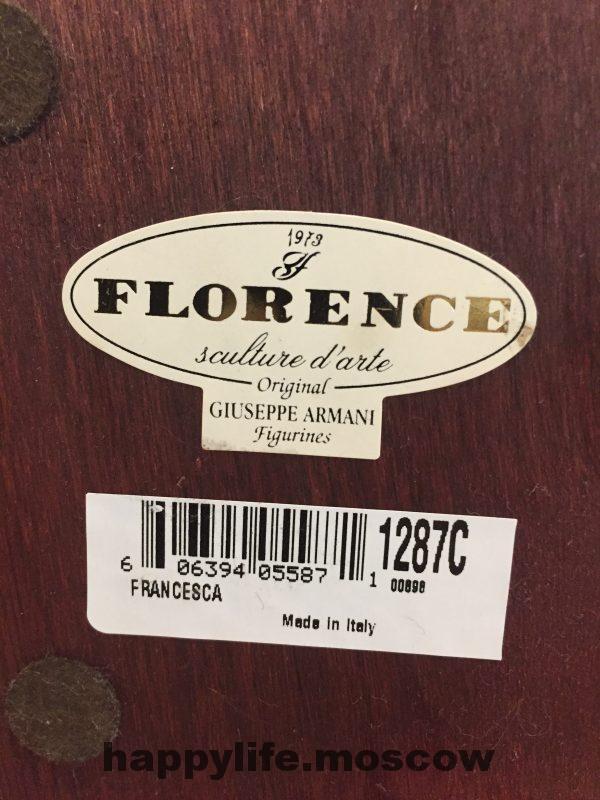 1973
FLORENCE
sculture d'arte
Original
GIUSEPPE ARMANI
Figurines
1287C
6 06394 05587 1
FRANCESCA
Made in Italy
happylife.moscow